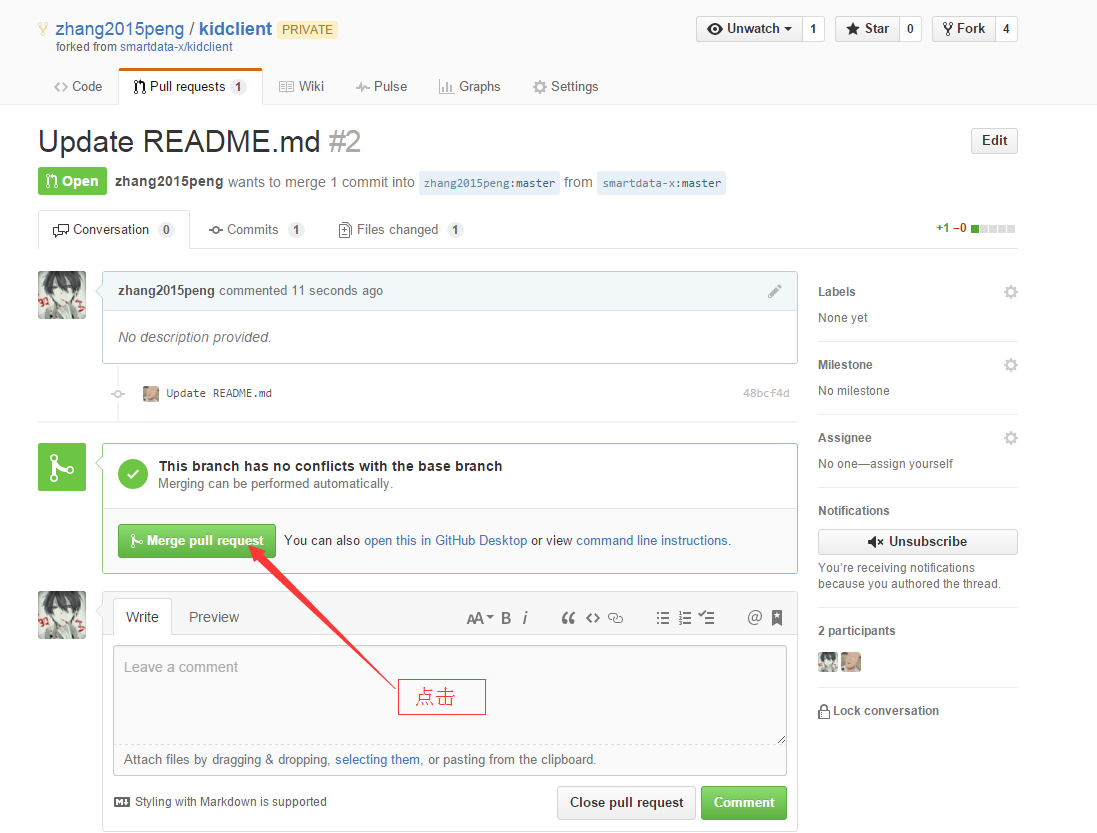 zhang2015peng / kidclient PRIVATE
forked from smartdata-x/kidclient
Unwatch 1 Star 0 Fork 4
Code Pull requests 1 Wiki Pulse Graphs Settings
Update README.md #2
Edit
Open zhang2015peng wants to merge 1 commit into zhang2015peng:master from smartdata-x:master
Conversation 0 Commits 1 Files changed 1
+1 −0
zhang2015peng commented 11 seconds ago
No description provided.
Update README.md 48bcf4d
This branch has no conflicts with the base branch
Merging can be performed automatically.
Merge pull request You can also open this in GitHub Desktop or view command line instructions.
Write Preview
AA B i “ <> @
Leave a comment
点击
Attach files by dragging & dropping, selecting them, or pasting from the clipboard.
Styling with Markdown is supported
Close pull request Comment
Labels
None yet
Milestone
No milestone
Assignee
No one—assign yourself
Notifications
Unsubscribe
You’re receiving notifications
because you authored the thread.
2 participants
Lock conversation